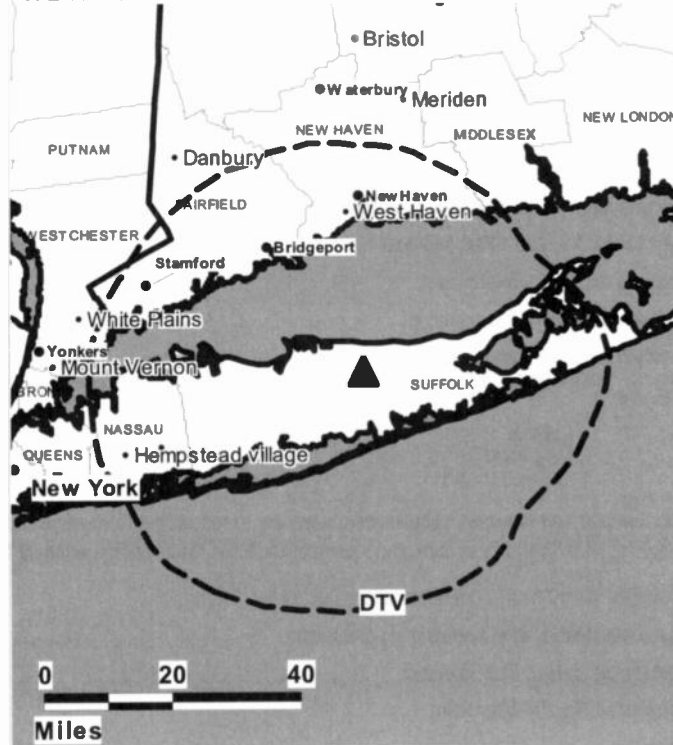 Bristol
Waterbury
Meriden
NEW HAVEN
MIDDLESEX
NEW LONDON
PUTNAM
Danbury
FAIRFIELD
New Haven
West Haven
WESTCHESTER
Bridgeport
Stamford
White Plains
Yonkers
Mount Vernon
BRON
SUFFOLK
NASSAU
QUEENS
Hempstead Village
New York
DTV
0 20 40
Miles